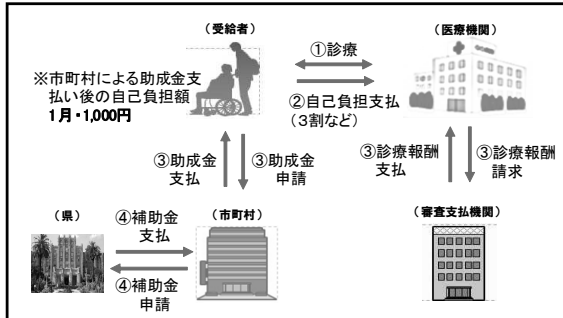 （受給者）
（医療機関）
①診療
※市町村による助成金支
払い後の自己負担額
1月・1,000円
②自己負担支払
（３割など）
③助成金
支払
③助成金
申請
③診療報酬
支払
③診療報酬
請求
（県）
④補助金
支払
（市町村）
（審査支払機関）
④補助金
申請